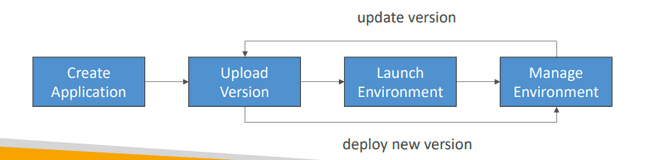 update version
Create
Application
Upload
Version
Launch
Environment
Manage
Environment
deploy new version